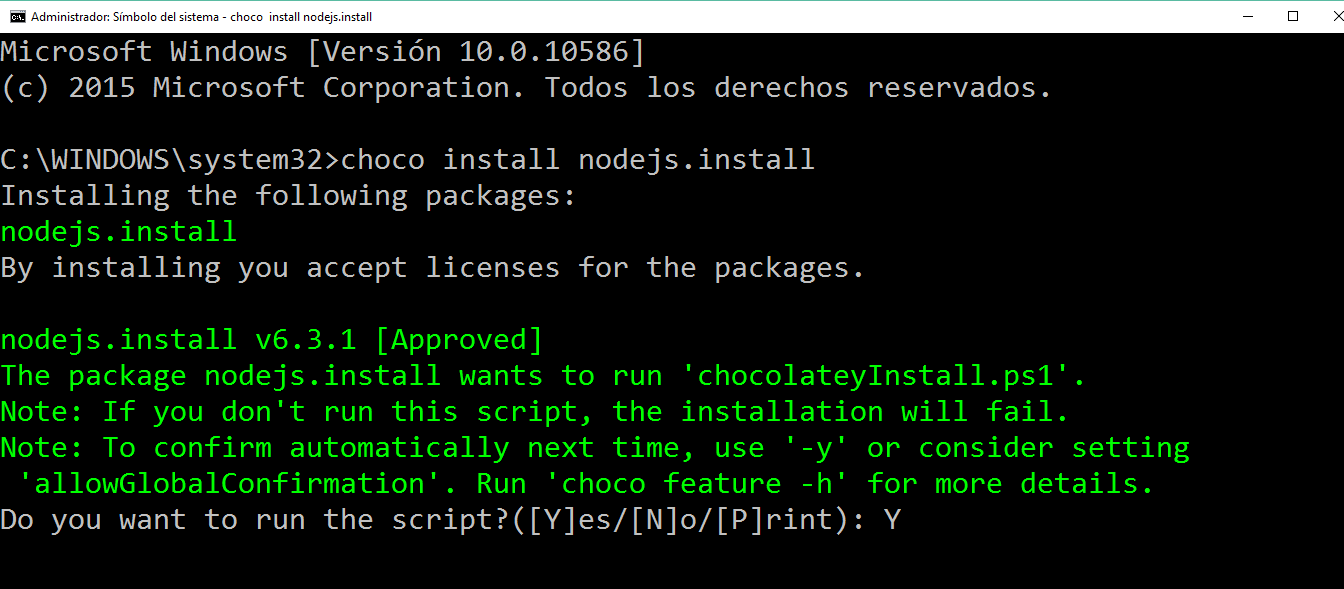 Administrador: Símbolo del sistema - choco  install nodejs.install
Microsoft Windows [Versión 10.0.10586]
(c) 2015 Microsoft Corporation. Todos los derechos reservados.
C:\WINDOWS\system32>choco install nodejs.install
Installing the following packages:
nodejs.install
By installing you accept licenses for the packages.
nodejs.install v6.3.1 [Approved]
The package nodejs.install wants to run 'chocolateyInstall.ps1'.
Note: If you don't run this script, the installation will fail.
Note: To confirm automatically next time, use '-y' or consider setting
 'allowGlobalConfirmation'. Run 'choco feature -h' for more details.
Do you want to run the script?([Y]es/[N]o/[P]rint): Y